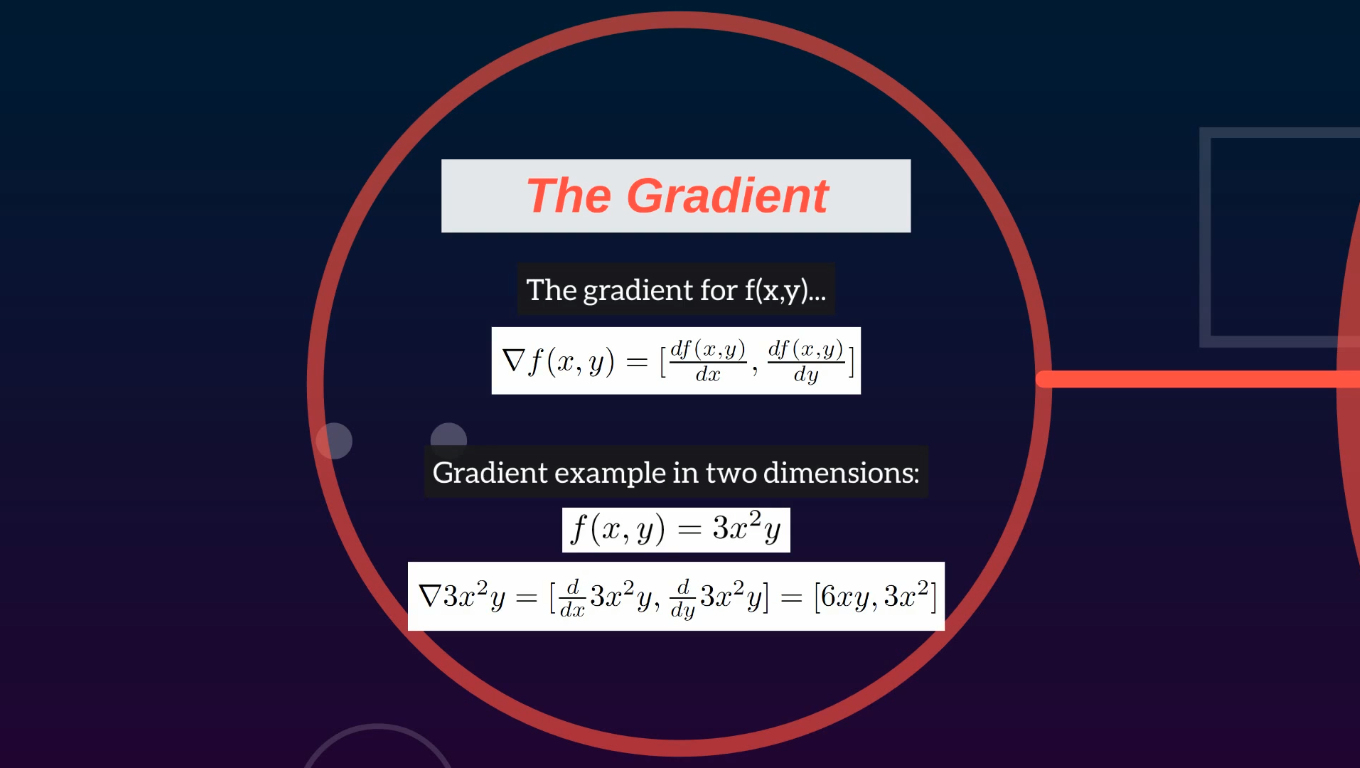 The Gradient
The gradient for f(x,y)...
∇f(x, y) = [df(x,y)/dx, df(x,y)/dy]
Gradient example in two dimensions:
f(x, y) = 3x²y
∇3x²y = [d/dx 3x²y, d/dy 3x²y] = [6xy, 3x²]